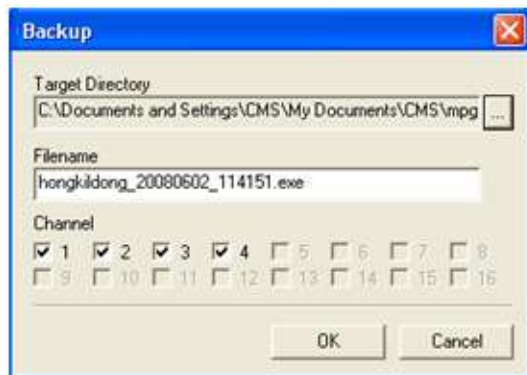 Backup
Target Directory
C:\Documents and Settings\CMS\My Documents\CMS\mpg ...
Filename
hongkildong_20080602_114151.exe
Channel
1 2 3 4 5 6 7 8
9 10 11 12 13 14 15 16
OK Cancel